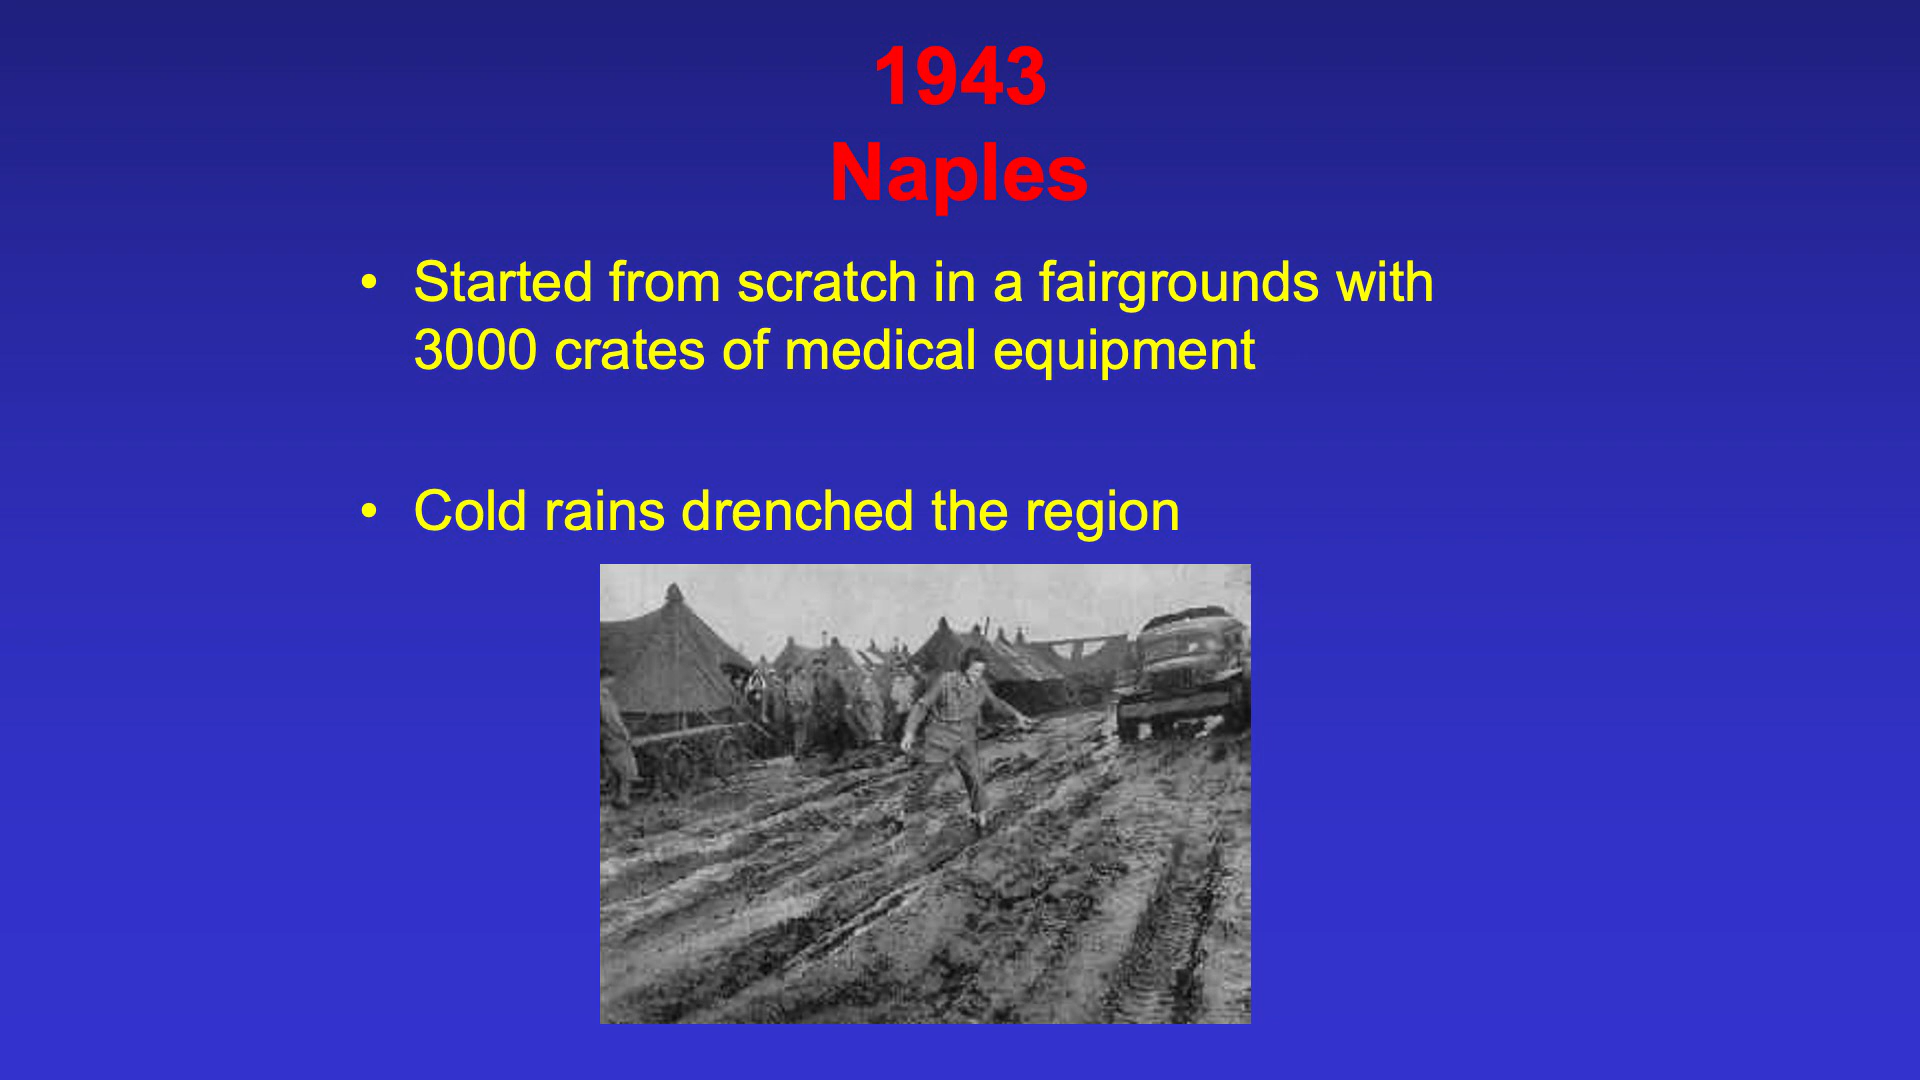 1943
Naples
• Started from scratch in a fairgrounds with
3000 crates of medical equipment
• Cold rains drenched the region